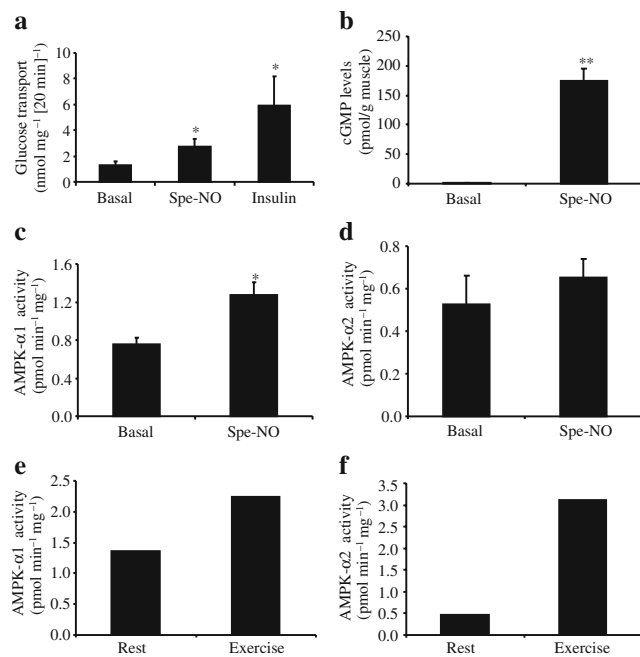 a
Glucose transport
(nmol mg⁻¹ [20 min]⁻¹)
10
8
6
4
2
0
*
*
Basal Spe-NO Insulin
b
cGMP levels
(pmol/g muscle)
250
200
150
100
50
0
**
Basal Spe-NO
c
AMPK-α1 activity
(pmol min⁻¹ mg⁻¹)
1.6
1.2
0.8
0.4
0.0
*
Basal Spe-NO
d
AMPK-α2 activity
(pmol min⁻¹ mg⁻¹)
0.8
0.6
0.4
0.2
0.0
Basal Spe-NO
e
AMPK-α1 activity
(pmol min⁻¹ mg⁻¹)
2.5
2.0
1.5
1.0
0.5
0.0
Rest Exercise
f
AMPK-α2 activity
(pmol min⁻¹ mg⁻¹)
3.5
3.0
2.5
2.0
1.5
1.0
0.5
0.0
Rest Exercise